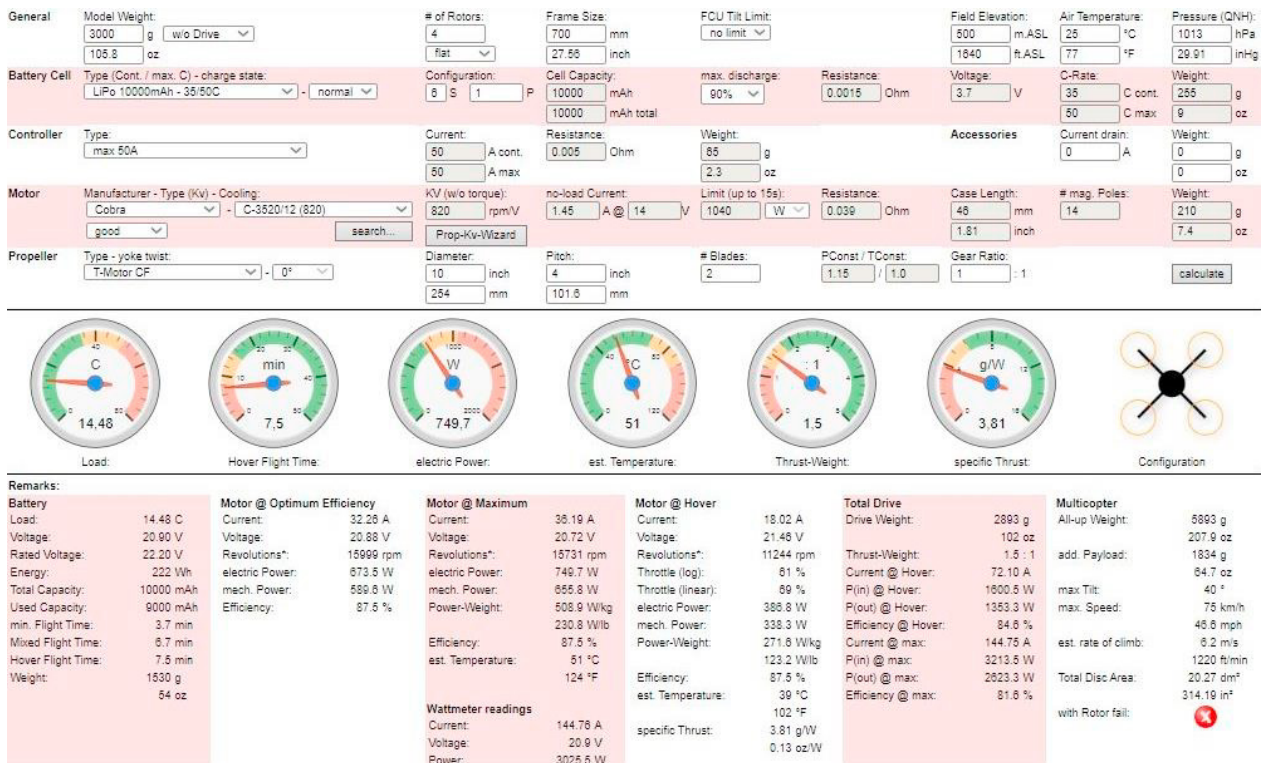 General Model Weight: # of Rotors: Frame Size: FCU Tilt Limit: Field Elevation: Air Temperature: Pressure (QNH):
3000 g w/o Drive 4 700 mm no limit 500 m.ASL 25 °C 1013 hPa
105.8 oz flat 27.56 inch 1640 ft.ASL 77 °F 29.91 inHg
Battery Cell Type (Cont. / max. C) - charge state: Configuration: Cell Capacity: max. discharge: Resistance: Voltage: C-Rate: Weight:
LiPo 10000mAh - 35/50C - normal 6 S 1 P 10000 mAh 90% 0.0015 Ohm 3.7 V 35 C cont. 255 g
10000 mAh total 50 C max 9 oz
Controller Type: Current: Resistance: Weight: Accessories Current drain: Weight:
max 50A 50 A cont. 0.005 Ohm 65 g 0 A 0 g
50 A max 2.3 oz 0 oz
Motor Manufacturer - Type (Kv) - Cooling: KV (w/o torque): no-load Current: Limit (up to 15s): Resistance: Case Length: # mag. Poles: Weight:
Cobra - C-3520/12 (820) 820 rpm/V 1.45 A @ 14 V 1040 W 0.039 Ohm 46 mm 14 210 g
good search... Prop-Kv-Wizard 1.81 inch 7.4 oz
Propeller Type - yoke twist: Diameter: Pitch: # Blades: PConst / TConst: Gear Ratio:
T-Motor CF - 0° 10 inch 4 inch 2 1.15 / 1.0 1 : 1 calculate
254 mm 101.6 mm
C min W °C : 1 g/W
14,48 7,5 749,7 51 1,5 3,81
Load: Hover Flight Time: electric Power: est. Temperature: Thrust-Weight: specific Thrust: Configuration
Remarks:
Battery
Load: 14.48 C
Voltage: 20.90 V
Rated Voltage: 22.20 V
Energy: 222 Wh
Total Capacity: 10000 mAh
Used Capacity: 9000 mAh
min. Flight Time: 3.7 min
Mixed Flight Time: 6.7 min
Hover Flight Time: 7.5 min
Weight: 1530 g
54 oz
Motor @ Optimum Efficiency
Current: 32.26 A
Voltage: 20.88 V
Revolutions*: 15999 rpm
electric Power: 673.5 W
mech. Power: 589.6 W
Efficiency: 87.5 %
Motor @ Maximum
Current: 36.19 A
Voltage: 20.72 V
Revolutions*: 15731 rpm
electric Power: 749.7 W
mech. Power: 655.8 W
Power-Weight: 508.9 W/kg
230.8 W/lb
Efficiency: 87.5 %
est. Temperature: 51 °C
124 °F
Wattmeter readings
Current: 144.76 A
Voltage: 20.9 V
Power: 3025.5 W
Motor @ Hover
Current: 18.02 A
Voltage: 21.46 V
Revolutions*: 11244 rpm
Throttle (log): 61 %
Throttle (linear): 69 %
electric Power: 386.8 W
mech. Power: 338.3 W
Power-Weight: 271.6 W/kg
123.2 W/lb
Efficiency: 87.5 %
est. Temperature: 39 °C
102 °F
specific Thrust: 3.81 g/W
0.13 oz/W
Total Drive
Drive Weight: 2893 g
102 oz
Thrust-Weight: 1.5 : 1
Current @ Hover: 72.10 A
P(in) @ Hover: 1600.5 W
P(out) @ Hover: 1353.3 W
Efficiency @ Hover: 84.6 %
Current @ max: 144.75 A
P(in) @ max: 3213.5 W
P(out) @ max: 2623.3 W
Efficiency @ max: 81.6 %
Multicopter
All-up Weight: 5893 g
207.9 oz
add. Payload: 1834 g
64.7 oz
max Tilt: 40 °
max. Speed: 75 km/h
46.6 mph
est. rate of climb: 6.2 m/s
1220 ft/min
Total Disc Area: 20.27 dm²
314.19 in²
with Rotor fail: